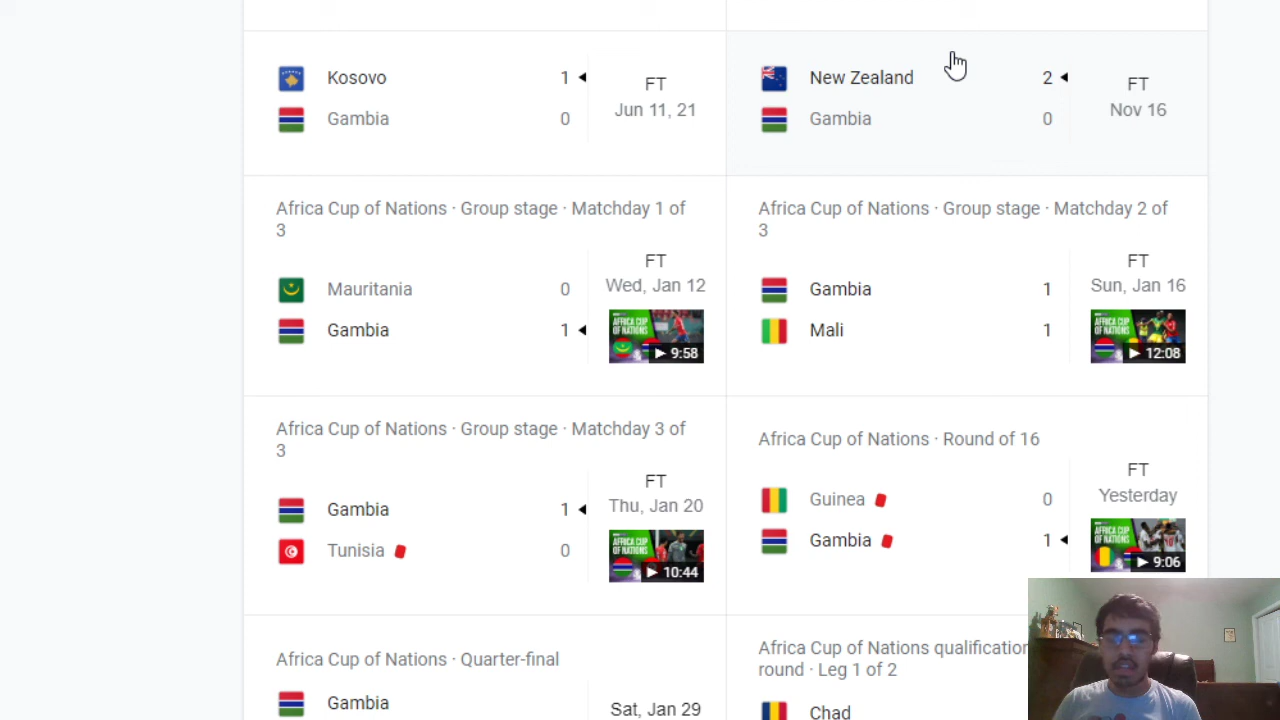 Kosovo 1
Gambia 0
FT
Jun 11, 21
New Zealand 2
Gambia 0
FT
Nov 16
Africa Cup of Nations · Group stage · Matchday 1 of
3
Mauritania 0
Gambia 1
FT
Wed, Jan 12
AFRICA CUP
OF NATIONS
9:58
Africa Cup of Nations · Group stage · Matchday 2 of
3
Gambia 1
Mali 1
FT
Sun, Jan 16
AFRICA CUP
OF NATIONS
12:08
Africa Cup of Nations · Group stage · Matchday 3 of
3
Gambia 1
Tunisia 0
FT
Thu, Jan 20
AFRICA CUP
OF NATIONS
10:44
Africa Cup of Nations · Round of 16
Guinea 0
Gambia 1
FT
Yesterday
AFRICA CUP
OF NATIONS
9:06
Africa Cup of Nations · Quarter-final
Gambia
Sat, Jan 29
Africa Cup of Nations qualification
round · Leg 1 of 2
Chad